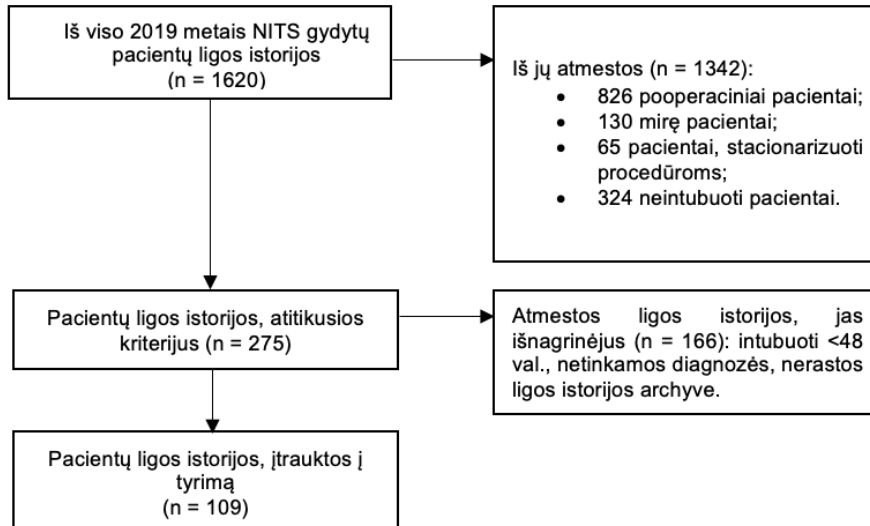 Iš viso 2019 metais NITS gydytų
pacientų ligos istorijos
(n = 1620)
Iš jų atmestos (n = 1342):
• 826 pooperaciniai pacientai;
• 130 mirę pacientai;
• 65 pacientai, stacionarizuoti
procedūroms;
• 324 neintubuoti pacientai.
Pacientų ligos istorijos, atitikusios
kriterijus (n = 275)
Atmestos ligos istorijos, jas
išnagrinėjus (n = 166): intubuoti <48
val., netinkamos diagnozės, nerastos
ligos istorijos archyve.
Pacientų ligos istorijos, įtrauktos į
tyrimą
(n = 109)